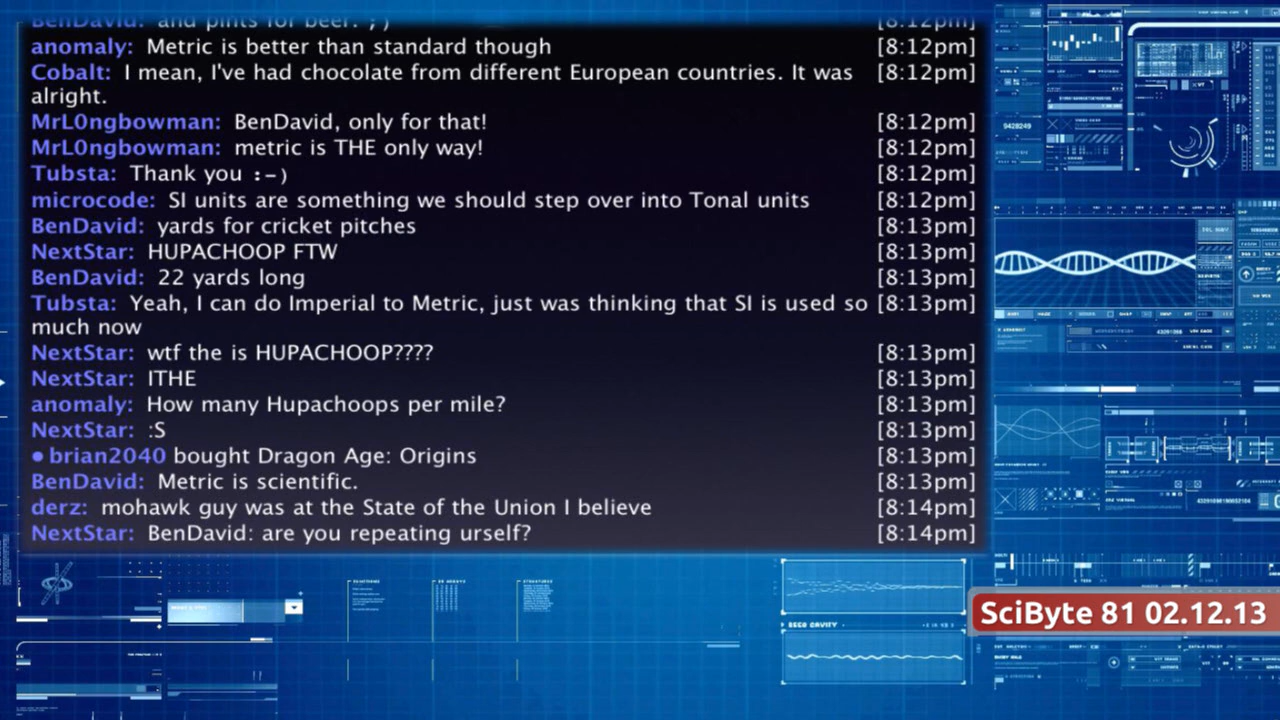 BenDavid: and pints for beer. ;)
anomaly: Metric is better than standard though [8:12pm]
Cobalt: I mean, I've had chocolate from different European countries. It was [8:12pm]
alright.
MrL0ngbowman: BenDavid, only for that! [8:12pm]
MrL0ngbowman: metric is THE only way! [8:12pm]
Tubsta: Thank you :-) [8:12pm]
microcode: SI units are something we should step over into Tonal units [8:12pm]
BenDavid: yards for cricket pitches [8:13pm]
NextStar: HUPACHOOP FTW [8:13pm]
BenDavid: 22 yards long [8:13pm]
Tubsta: Yeah, I can do Imperial to Metric, just was thinking that SI is used so [8:13pm]
much now
NextStar: wtf the is HUPACHOOP???? [8:13pm]
NextStar: ITHE [8:13pm]
anomaly: How many Hupachoops per mile? [8:13pm]
NextStar: :S [8:13pm]
• brian2040 bought Dragon Age: Origins [8:13pm]
BenDavid: Metric is scientific. [8:13pm]
derz: mohawk guy was at the State of the Union I believe [8:14pm]
NextStar: BenDavid: are you repeating urself? [8:14pm]
9428249
SEED CAVITY
SciByte 81 02.12.13